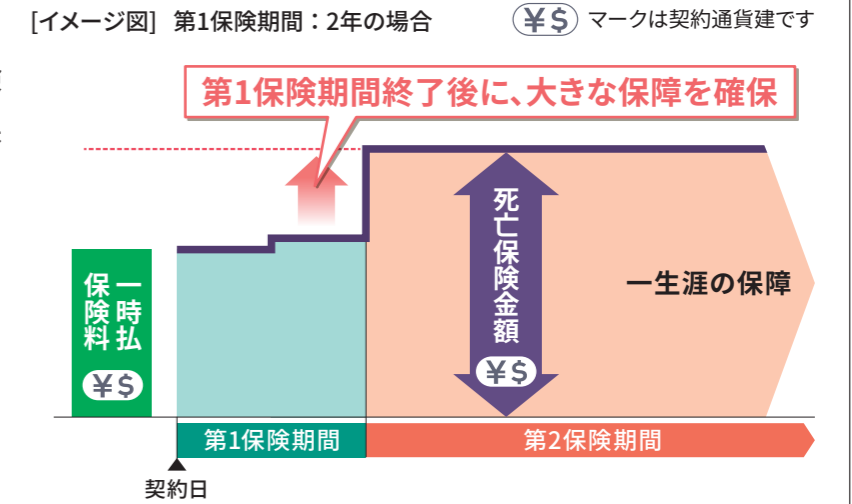 [イメージ図] 第1保険期間：2年の場合
¥$ マークは契約通貨建です
第1保険期間終了後に、大きな保障を確保
一時払
保険料
¥$
死亡保険金額
¥$
一生涯の保障
第1保険期間
第2保険期間
契約日